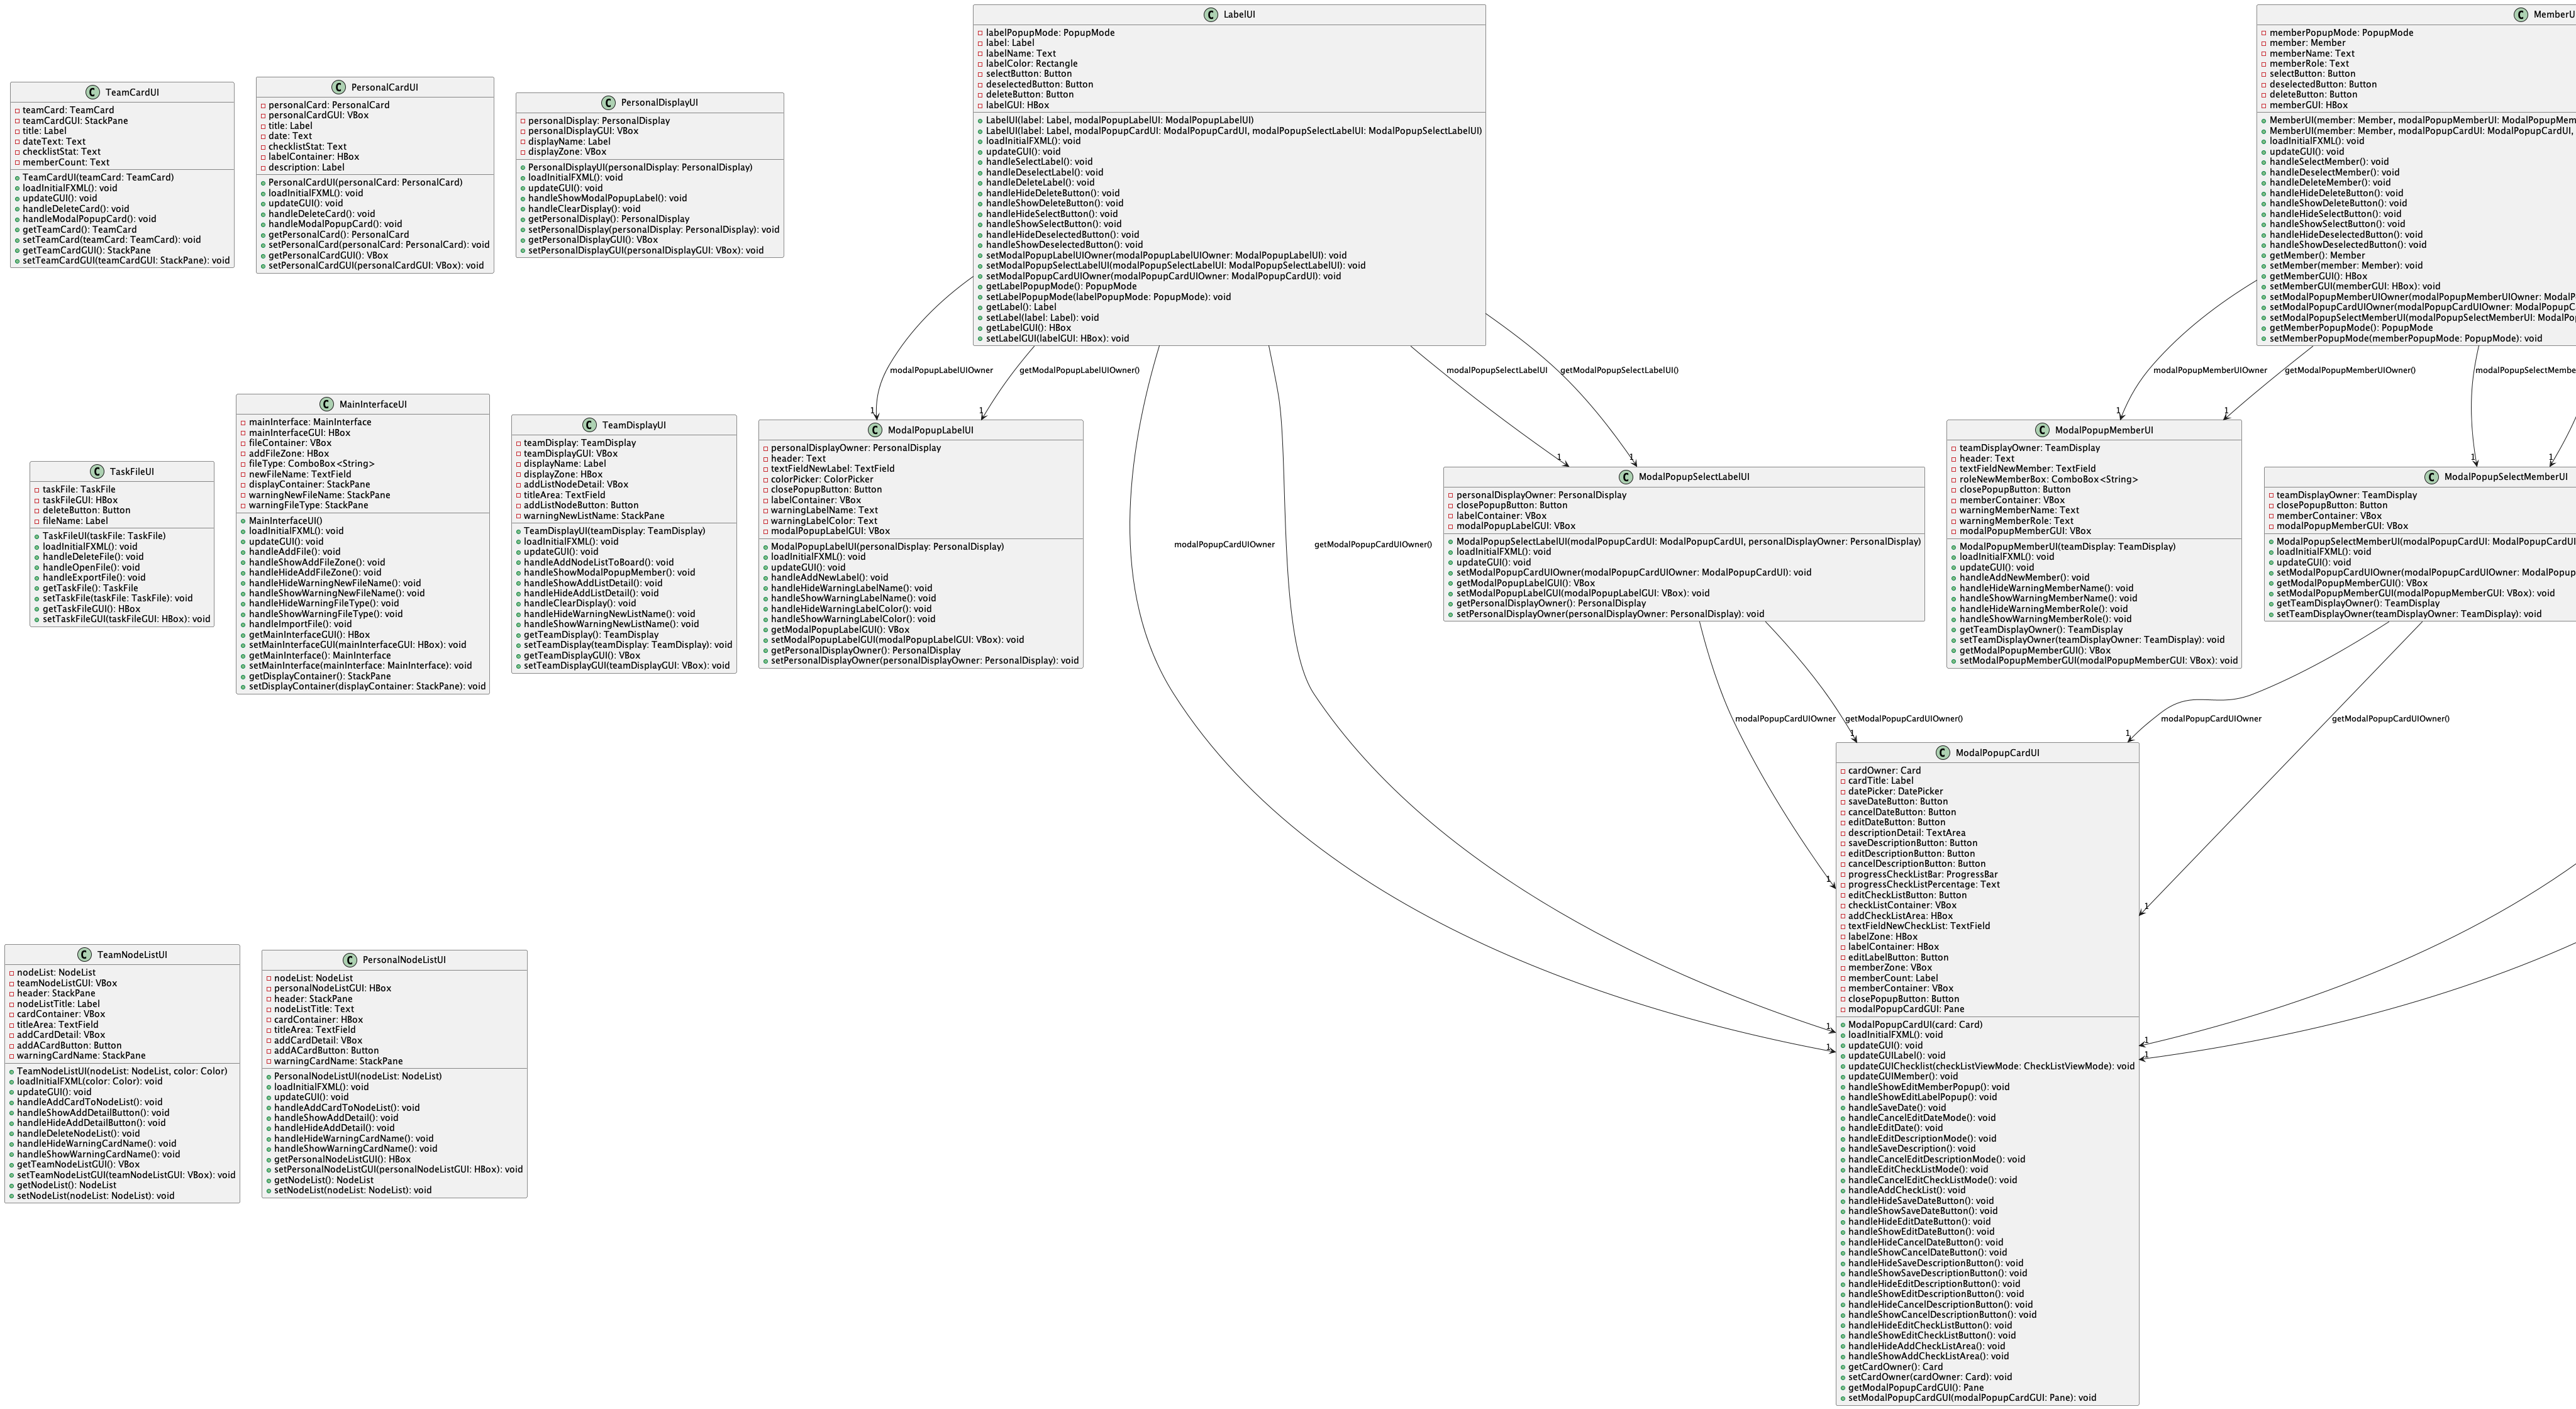 LabelUI
labelPopupMode: PopupMode
label: Label
labelName: Text
labelColor: Rectangle
selectButton: Button
deselectedButton: Button
deleteButton: Button
labelGUI: HBox
LabelUI(label: Label, modalPopupLabelUI: ModalPopupLabelUI)
LabelUI(label: Label, modalPopupCardUI: ModalPopupCardUI, modalPopupSelectLabelUI: ModalPopupSelectLabelUI)
loadInitialFXML(): void
updateGUI(): void
handleSelectLabel(): void
handleDeselectLabel(): void
handleDeleteLabel(): void
handleHideDeleteButton(): void
handleShowDeleteButton(): void
handleHideSelectButton(): void
handleShowSelectButton(): void
handleHideDeselectedButton(): void
handleShowDeselectedButton(): void
setModalPopupLabelUIOwner(modalPopupLabelUIOwner: ModalPopupLabelUI): void
setModalPopupSelectLabelUI(modalPopupSelectLabelUI: ModalPopupSelectLabelUI): void
setModalPopupCardUIOwner(modalPopupCardUIOwner: ModalPopupCardUI): void
getLabelPopupMode(): PopupMode
setLabelPopupMode(labelPopupMode: PopupMode): void
getLabel(): Label
setLabel(label: Label): void
getLabelGUI(): HBox
setLabelGUI(labelGUI: HBox): void
MemberU
memberPopupMode: PopupMode
member: Member
memberName: Text
memberRole: Text
selectButton: Button
deselectedButton: Button
deleteButton: Button
memberGUI: HBox
MemberUI(member: Member, modalPopupMemberUI: ModalPopupMem
MemberUI(member: Member, modalPopupCardUI: ModalPopupCardUI,
loadInitialFXML(): void
updateGUI(): void
handleSelectMember(): void
handleDeselectMember(): void
handleDeleteMember(): void
handleHideDeleteButton(): void
handleShowDeleteButton(): void
handleHideSelectButton(): void
handleShowSelectButton(): void
handleHideDeselectedButton(): void
handleShowDeselectedButton(): void
getMember(): Member
setMember(member: Member): void
getMemberGUI(): HBox
setMemberGUI(memberGUI: HBox): void
setModalPopupMemberUIOwner(modalPopupMemberUIOwner: ModalP
setModalPopupCardUIOwner(modalPopupCardUIOwner: ModalPopupC
setModalPopupSelectMemberUI(modalPopupSelectMemberUI: ModalPo
getMemberPopupMode(): PopupMode
setMemberPopupMode(memberPopupMode: PopupMode): void
TeamCardUI
teamCard: TeamCard
teamCardGUI: StackPane
title: Label
dateText: Text
checklistStat: Text
memberCount: Text
TeamCardUI(teamCard: TeamCard)
loadInitialFXML(): void
updateGUI(): void
handleDeleteCard(): void
handleModalPopupCard(): void
getTeamCard(): TeamCard
setTeamCard(teamCard: TeamCard): void
getTeamCardGUI(): StackPane
setTeamCardGUI(teamCardGUI: StackPane): void
PersonalCardUI
personalCard: PersonalCard
personalCardGUI: VBox
title: Label
date: Text
checklistStat: Text
labelContainer: HBox
description: Label
PersonalCardUI(personalCard: PersonalCard)
loadInitialFXML(): void
updateGUI(): void
handleDeleteCard(): void
handleModalPopupCard(): void
getPersonalCard(): PersonalCard
setPersonalCard(personalCard: PersonalCard): void
getPersonalCardGUI(): VBox
setPersonalCardGUI(personalCardGUI: VBox): void
PersonalDisplayUI
personalDisplay: PersonalDisplay
personalDisplayGUI: VBox
displayName: Label
displayZone: VBox
PersonalDisplayUI(personalDisplay: PersonalDisplay)
loadInitialFXML(): void
updateGUI(): void
handleShowModalPopupLabel(): void
handleClearDisplay(): void
getPersonalDisplay(): PersonalDisplay
setPersonalDisplay(personalDisplay: PersonalDisplay): void
getPersonalDisplayGUI(): VBox
setPersonalDisplayGUI(personalDisplayGUI: VBox): void
modalPopupLabelUIOwner
getModalPopupLabelUIOwner()
modalPopupSelectLabelUI
getModalPopupSelectLabelUI()
modalPopupMemberUIOwner
getModalPopupMemberUIOwner()
modalPopupSelectMembe
1
1
1
1
1
1
1
1
TaskFileUI
taskFile: TaskFile
taskFileGUI: HBox
deleteButton: Button
fileName: Label
TaskFileUI(taskFile: TaskFile)
loadInitialFXML(): void
handleDeleteFile(): void
handleOpenFile(): void
handleExportFile(): void
getTaskFile(): TaskFile
setTaskFile(taskFile: TaskFile): void
getTaskFileGUI(): HBox
setTaskFileGUI(taskFileGUI: HBox): void
MainInterfaceUI
mainInterface: MainInterface
mainInterfaceGUI: HBox
fileContainer: VBox
addFileZone: HBox
fileType: ComboBox<String>
newFileName: TextField
displayContainer: StackPane
warningNewFileName: StackPane
warningFileType: StackPane
MainInterfaceUI()
loadInitialFXML(): void
updateGUI(): void
handleAddFile(): void
handleShowAddFileZone(): void
handleHideAddFileZone(): void
handleHideWarningNewFileName(): void
handleShowWarningNewFileName(): void
handleHideWarningFileType(): void
handleShowWarningFileType(): void
handleImportFile(): void
getMainInterfaceGUI(): HBox
setMainInterfaceGUI(mainInterfaceGUI: HBox): void
getMainInterface(): MainInterface
setMainInterface(mainInterface: MainInterface): void
getDisplayContainer(): StackPane
setDisplayContainer(displayContainer: StackPane): void
TeamDisplayUI
teamDisplay: TeamDisplay
teamDisplayGUI: VBox
displayName: Label
displayZone: HBox
addListNodeDetail: VBox
titleArea: TextField
addListNodeButton: Button
warningNewListName: StackPane
TeamDisplayUI(teamDisplay: TeamDisplay)
loadInitialFXML(): void
updateGUI(): void
handleAddNodeListToBoard(): void
handleShowModalPopupMember(): void
handleShowAddListDetail(): void
handleHideAddListDetail(): void
handleClearDisplay(): void
handleHideWarningNewListName(): void
handleShowWarningNewListName(): void
getTeamDisplay(): TeamDisplay
setTeamDisplay(teamDisplay: TeamDisplay): void
getTeamDisplayGUI(): VBox
setTeamDisplayGUI(teamDisplayGUI: VBox): void
ModalPopupLabelUI
personalDisplayOwner: PersonalDisplay
header: Text
textFieldNewLabel: TextField
colorPicker: ColorPicker
closePopupButton: Button
labelContainer: VBox
warningLabelName: Text
warningLabelColor: Text
modalPopupLabelGUI: VBox
ModalPopupLabelUI(personalDisplay: PersonalDisplay)
loadInitialFXML(): void
updateGUI(): void
handleAddNewLabel(): void
handleHideWarningLabelName(): void
handleShowWarningLabelName(): void
handleHideWarningLabelColor(): void
handleShowWarningLabelColor(): void
getModalPopupLabelGUI(): VBox
setModalPopupLabelGUI(modalPopupLabelGUI: VBox): void
getPersonalDisplayOwner(): PersonalDisplay
setPersonalDisplayOwner(personalDisplayOwner: PersonalDisplay): void
modalPopupCardUIOwner
getModalPopupCardUIOwner()
ModalPopupSelectLabelUI
personalDisplayOwner: PersonalDisplay
closePopupButton: Button
labelContainer: VBox
modalPopupLabelGUI: VBox
ModalPopupSelectLabelUI(modalPopupCard: ModalPopupCardUI, personalDisplayOwner: PersonalDisplay)
loadInitialFXML(): void
updateGUI(): void
setModalPopupCardUIOwner(modalPopupCardUIOwner: ModalPopupCardUI): void
getModalPopupLabelGUI(): VBox
setModalPopupLabelGUI(modalPopupLabelGUI: VBox): void
getPersonalDisplayOwner(): PersonalDisplay
setPersonalDisplayOwner(personalDisplayOwner: PersonalDisplay): void
ModalPopupMemberUI
teamDisplayOwner: TeamDisplay
header: Text
textFieldNewMember: TextField
roleNewMemberBox: ComboBox<String>
closePopupButton: Button
memberContainer: VBox
warningMemberName: Text
warningMemberRole: Text
modalPopupMemberGUI: VBox
ModalPopupMemberUI(teamDisplay: TeamDisplay)
loadInitialFXML(): void
updateGUI(): void
handleAddNewMember(): void
handleHideWarningMemberName(): void
handleShowWarningMemberName(): void
handleHideWarningMemberRole(): void
handleShowWarningMemberRole(): void
getTeamDisplayOwner(): TeamDisplay
setTeamDisplayOwner(teamDisplayOwner: TeamDisplay): void
getModalPopupMemberGUI(): VBox
setModalPopupMemberGUI(modalPopupMemberGUI: VBox): void
ModalPopupSelectMemberUI
teamDisplayOwner: TeamDisplay
closePopupButton: Button
memberContainer: VBox
modalPopupMemberGUI: VBox
ModalPopupSelectMemberUI(modalPopupCard: ModalPopupCardUI
loadInitialFXML(): void
updateGUI(): void
setModalPopupCardUIOwner(modalPopupCardUIOwner: ModalPopup
getModalPopupMemberGUI(): VBox
setModalPopupMemberGUI(modalPopupMemberGUI: VBox): void
getTeamDisplayOwner(): TeamDisplay
setTeamDisplayOwner(teamDisplayOwner: TeamDisplay): void
modalPopupCardUIOwner
getModalPopupCardUIOwner()
modalPopupCardUIOwner
getModalPopupCardUIOwner()
1
1
1
1
1
1
1
1
ModalPopupCardUI
cardOwner: Card
cardTitle: Label
datePicker: DatePicker
saveDateButton: Button
cancelDateButton: Button
editDateButton: Button
descriptionDetail: TextArea
saveDescriptionButton: Button
editDescriptionButton: Button
cancelDescriptionButton: Button
progressCheckListBar: ProgressBar
progressCheckListPercentage: Text
editCheckListButton: Button
checkListContainer: VBox
addCheckListArea: HBox
textFieldNewCheckList: TextField
labelZone: HBox
labelContainer: HBox
editLabelButton: Button
memberZone: VBox
memberCount: Label
memberContainer: VBox
closePopupButton: Button
modalPopupCardGUI: Pane
ModalPopupCardUI(card: Card)
loadInitialFXML(): void
updateGUI(): void
updateGUILabel(): void
updateGUIChecklist(checkListViewMode: CheckListViewMode): void
updateGUIMember(): void
handleShowEditMemberPopup(): void
handleShowEditLabelPopup(): void
handleSaveDate(): void
handleCancelEditDateMode(): void
handleEditDate(): void
handleEditDescriptionMode(): void
handleSaveDescription(): void
handleCancelEditDescriptionMode(): void
handleEditCheckListMode(): void
handleCancelEditCheckListMode(): void
handleAddCheckList(): void
handleHideSaveDateButton(): void
handleShowSaveDateButton(): void
handleHideEditDateButton(): void
handleShowEditDateButton(): void
handleHideCancelDateButton(): void
handleShowCancelDateButton(): void
handleHideSaveDescriptionButton(): void
handleShowSaveDescriptionButton(): void
handleHideEditDescriptionButton(): void
handleShowEditDescriptionButton(): void
handleHideCancelDescriptionButton(): void
handleShowCancelDescriptionButton(): void
handleHideEditCheckListButton(): void
handleShowEditCheckListButton(): void
handleHideAddCheckListArea(): void
handleShowAddCheckListArea(): void
getCardOwner(): Card
setCardOwner(cardOwner: Card): void
getModalPopupCardGUI(): Pane
setModalPopupCardGUI(modalPopupCardGUI: Pane): void
TeamNodeListUI
nodeList: NodeList
teamNodeListGUI: VBox
header: StackPane
nodeListTitle: Label
cardContainer: VBox
titleArea: TextField
addCardDetail: VBox
addACardButton: Button
warningCardName: StackPane
TeamNodeListUI(nodeList: NodeList, color: Color)
loadInitialFXML(color: Color): void
updateGUI(): void
handleAddCardToNodeList(): void
handleShowAddDetailButton(): void
handleHideAddDetailButton(): void
handleDeleteNodeList(): void
handleHideWarningCardName(): void
handleShowWarningCardName(): void
getTeamNodeListGUI(): VBox
setTeamNodeListGUI(teamNodeListGUI: VBox): void
getNodeList(): NodeList
setNodeList(nodeList: NodeList): void
PersonalNodeListUI
nodeList: NodeList
personalNodeListGUI: HBox
header: StackPane
nodeListTitle: Text
cardContainer: HBox
titleArea: TextField
addCardDetail: VBox
addACardButton: Button
warningCardName: StackPane
PersonalNodeListUI(nodeList: NodeList)
loadInitialFXML(): void
updateGUI(): void
handleAddCardToNodeList(): void
handleShowAddDetail(): void
handleHideAddDetail(): void
handleHideWarningCardName(): void
handleShowWarningCardName(): void
getPersonalNodeListGUI(): HBox
setPersonalNodeListGUI(personalNodeListGUI: HBox): void
getNodeList(): NodeList
setNodeList(nodeList: NodeList): void